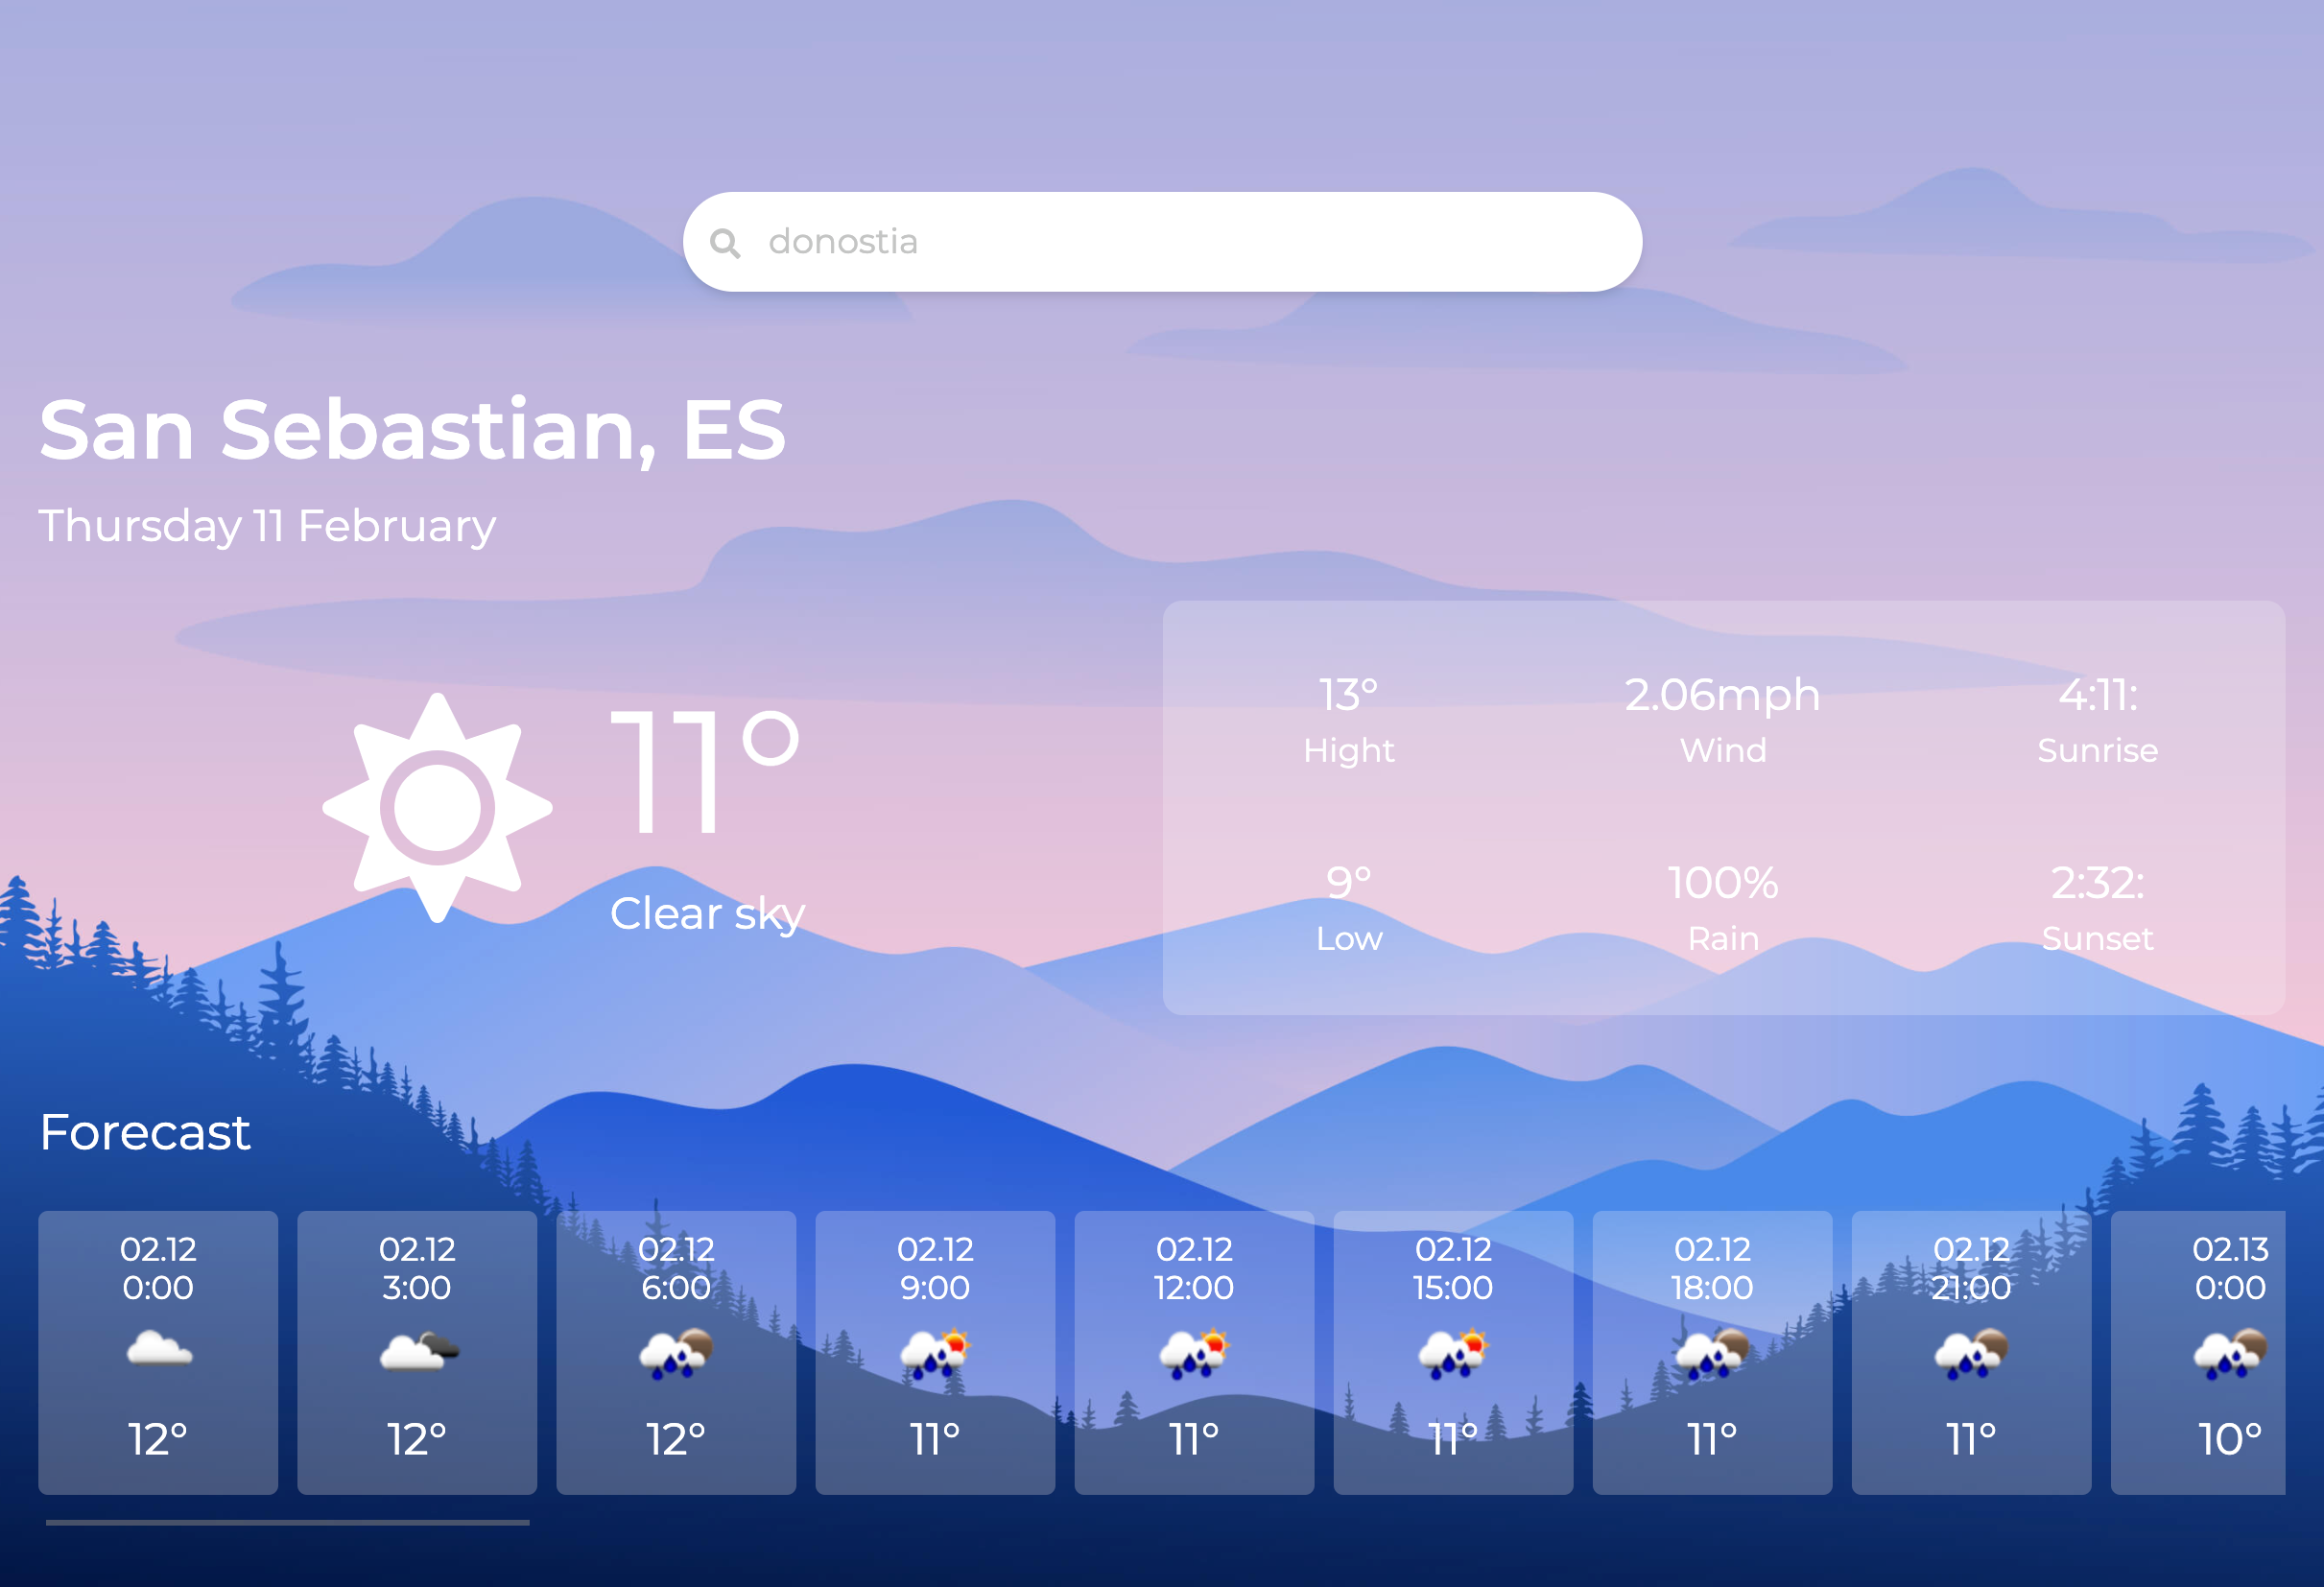 donostia
San Sebastian, ES
Thursday 11 February
11°
Clear sky
13°
Hight
2.06mph
Wind
4:11:
Sunrise
9°
Low
100%
Rain
2:32:
Sunset
Forecast
02.12
0:00
12°
02.12
3:00
12°
02.12
6:00
12°
02.12
9:00
11°
02.12
12:00
11°
02.12
15:00
11°
02.12
18:00
11°
02.12
21:00
11°
02.13
0:00
10°